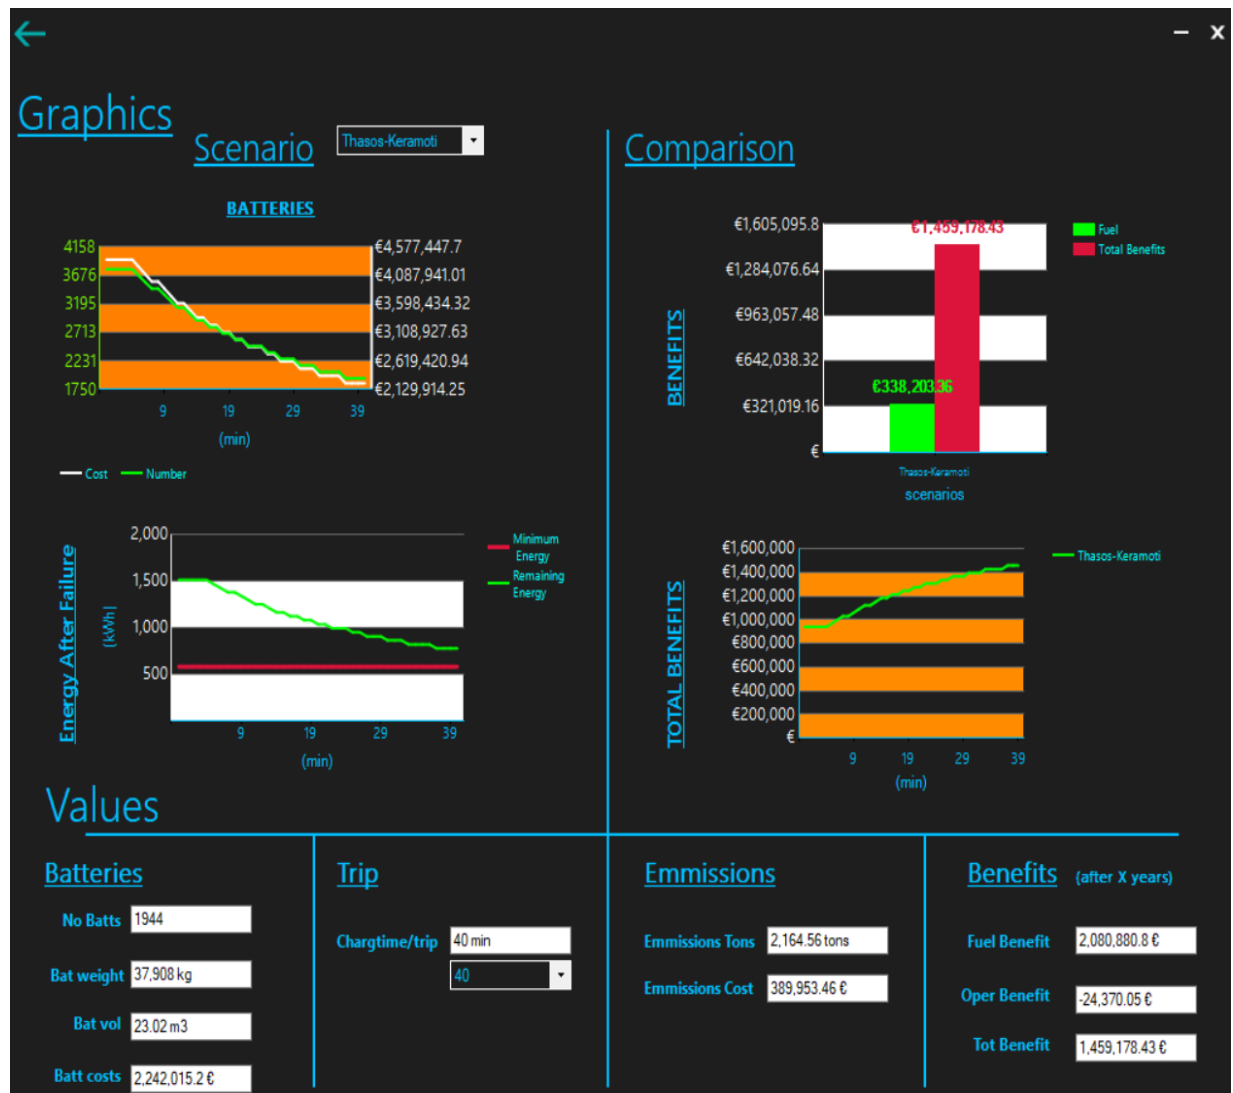 Graphics
Scenario
Thasos-Keramoti
BATTERIES
4158
3676
3195
2713
2231
1750
€4,577,447.7
€4,087,941.01
€3,598,434.32
€3,108,927.63
€2,619,420.94
€2,129,914.25
9 19 29 39
(min)
Cost Number
Energy After Failure
(kWh)
2,000
1,500
1,000
500
9 19 29 39
(min)
Minimum
Energy
Remaining
Energy
Comparison
BENEFITS
€1,605,095.8
€1,284,076.64
€963,057.48
€642,038.32
€321,019.16
€
€1,459,178.43
€338,203.36
Fuel
Total Benefits
Thasos-Keramoti
scenarios
TOTAL BENEFITS
€1,600,000
€1,400,000
€1,200,000
€1,000,000
€800,000
€600,000
€400,000
€200,000
€
9 19 29 39
(min)
Thasos-Keramoti
Values
Batteries
No Batts 1944
Bat weight 37,908 kg
Bat vol 23.02 m3
Batt costs 2,242,015.2 €
Trip
Chargtime/trip 40 min
40
Emmissions
Emmissions Tons 2,164.56 tons
Emmissions Cost 389,953.46 €
Benefits (after X years)
Fuel Benefit 2,080,880.8 €
Oper Benefit -24,370.05 €
Tot Benefit 1,459,178.43 €